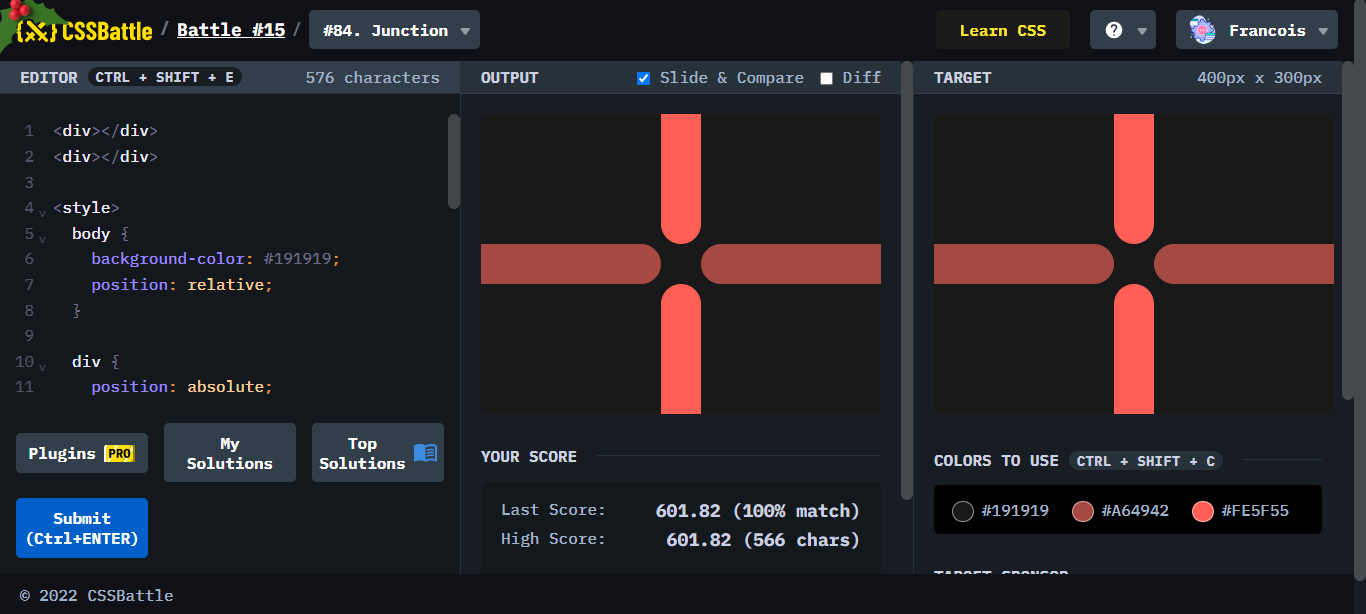 {X} CSSBattle / Battle #15 / #84. Junction Learn CSS ? Francois
EDITOR CTRL + SHIFT + E 576 characters
1 <div></div>
2 <div></div>
3
4 <style>
5 body {
6 background-color: #191919;
7 position: relative;
8 }
9
10 div {
11 position: absolute;
Plugins PRO
My
Solutions
Top
Solutions
Submit
(Ctrl+ENTER)
OUTPUT Slide & Compare Diff
YOUR SCORE
Last Score: 601.82 (100% match)
High Score: 601.82 (566 chars)
TARGET 400px x 300px
COLORS TO USE CTRL + SHIFT + C
#191919 #A64942 #FE5F55
TARGET SPONSOR
© 2022 CSSBattle